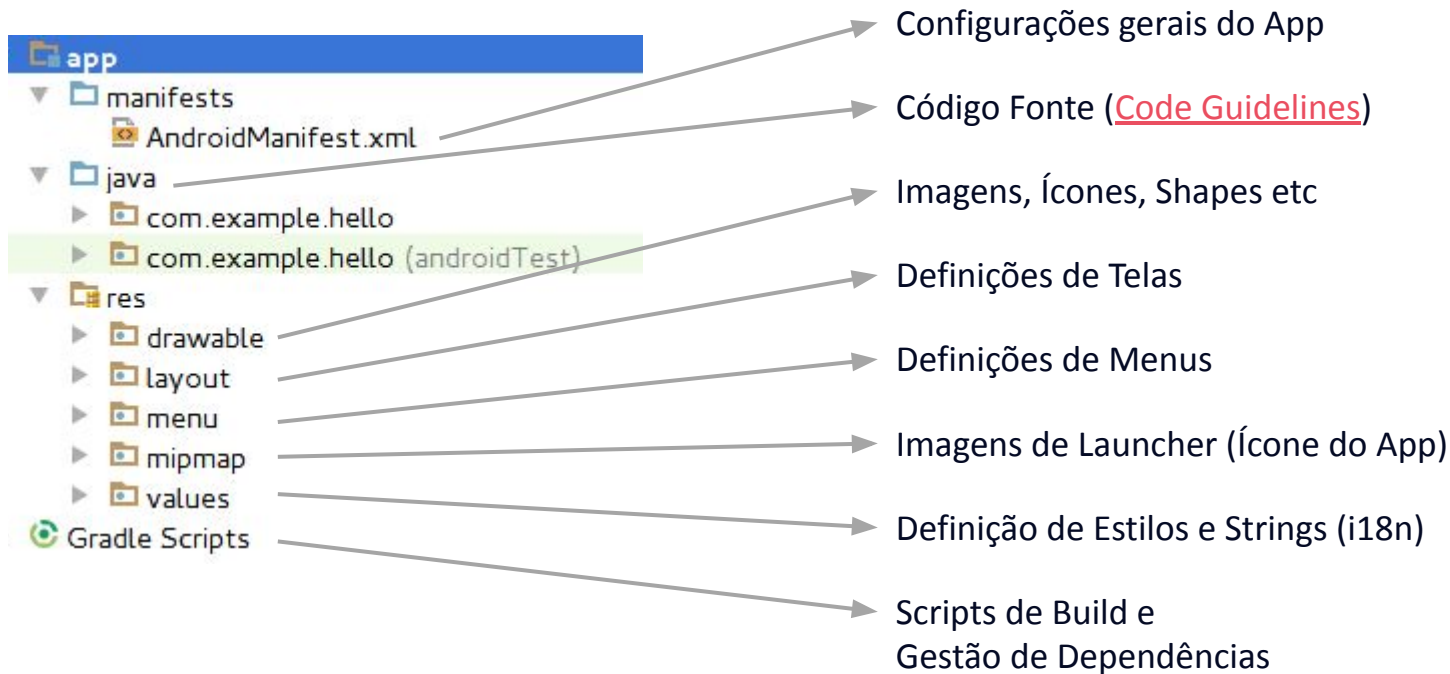 app
manifests
AndroidManifest.xml
java
com.example.hello
com.example.hello (androidTest)
res
drawable
layout
menu
mipmap
values
Gradle Scripts
Configurações gerais do App
Código Fonte (Code Guidelines)
Imagens, Ícones, Shapes etc
Definições de Telas
Definições de Menus
Imagens de Launcher (Ícone do App)
Definição de Estilos e Strings (i18n)
Scripts de Build e
Gestão de Dependências